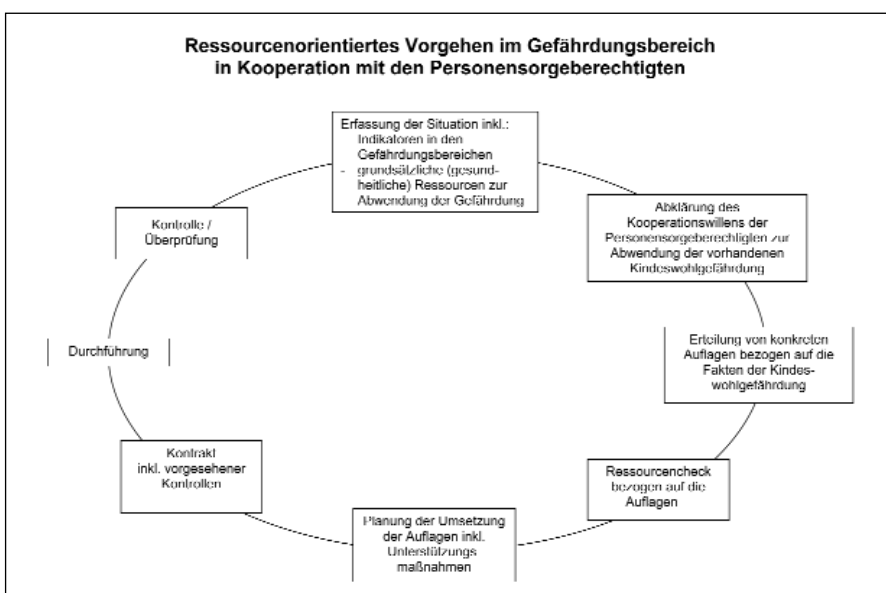 Ressourcenorientiertes Vorgehen im Gefährdungsbereich
in Kooperation mit den Personensorgeberechtigten
Erfassung der Situation inkl.:
Indikatoren in den
Gefährdungsbereichen
- grundsätzliche (gesund-
heitliche) Ressourcen zur
Abwendung der Gefährdung
Abklärung des
Kooperationswillens der
Personensorgeberechtigten zur
Abwendung der vorhandenen
Kindeswohlgefährdung
Erteilung von konkreten
Auflagen bezogen auf die
Fakten der Kindes-
wohlgefährdung
Ressourcencheck
bezogen auf die
Auflagen
Planung der Umsetzung
der Auflagen inkl.
Unterstützungs
maßnahmen
Kontrakt
inkl. vorgesehener
Kontrollen
Durchführung
Kontrolle /
Überprüfung